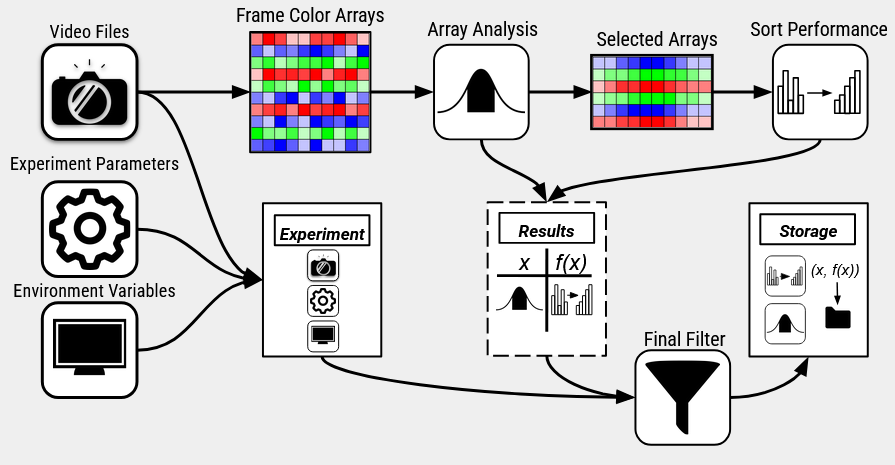 Video Files
Frame Color Arrays
Array Analysis
Selected Arrays
Sort Performance
Experiment Parameters
Environment Variables
Experiment
Results
x f(x)
Storage
(x, f(x))
Final Filter